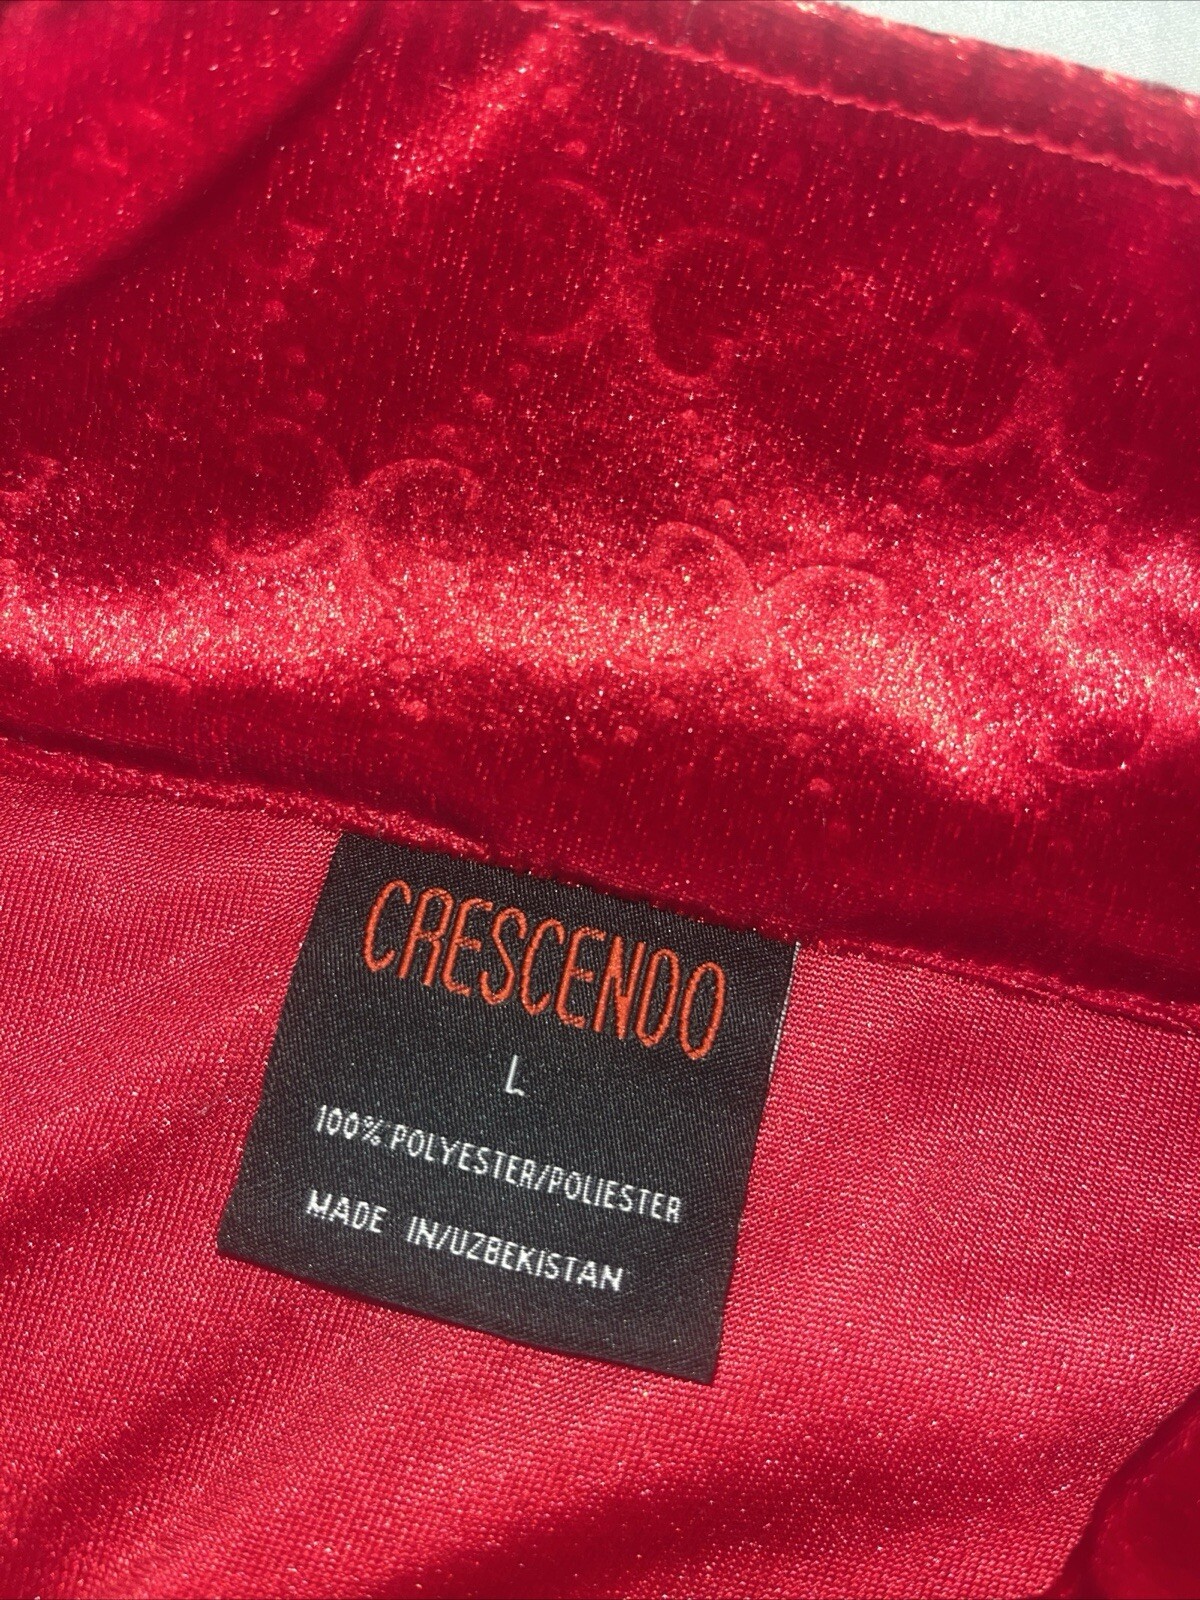 CRESCENDO
L
100% POLYESTER/POLIESTER
MADE IN/UZBEKISTAN